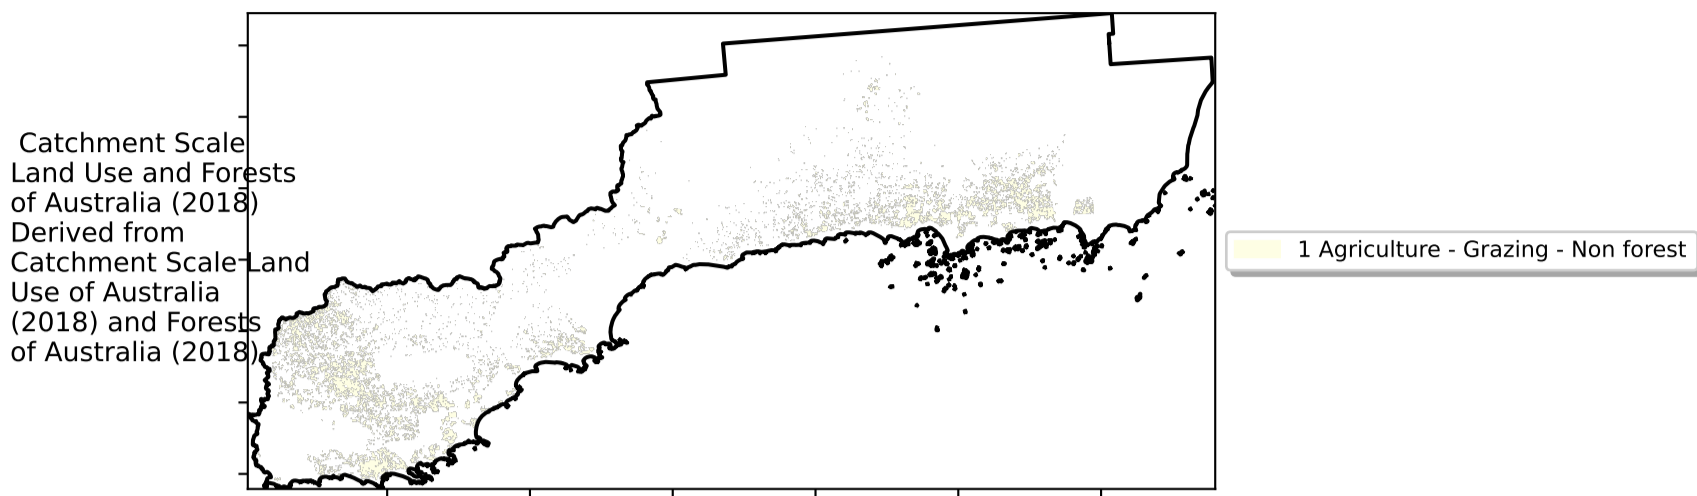 Catchment Scale
Land Use and Forests
of Australia (2018)
Derived from
Catchment Scale Land
Use of Australia
(2018) and Forests
of Australia (2018)
1 Agriculture - Grazing - Non forest